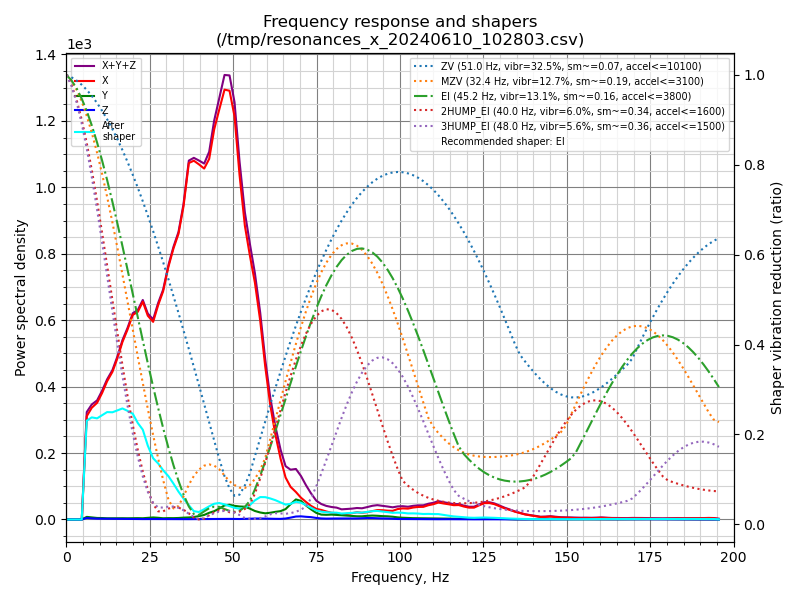 Frequency response and shapers
(/tmp/resonances_x_20240610_102803.csv)
1e3
1.4
1.2
1.0
0.8
0.6
0.4
0.2
0.0
Power spectral density
X+Y+Z
X
Y
Z
After
shaper
ZV (51.0 Hz, vibr=32.5%, sm~=0.07, accel<=10100)
MZV (32.4 Hz, vibr=12.7%, sm~=0.19, accel<=3100)
EI (45.2 Hz, vibr=13.1%, sm~=0.16, accel<=3800)
2HUMP_EI (40.0 Hz, vibr=6.0%, sm~=0.34, accel<=1600)
3HUMP_EI (48.0 Hz, vibr=5.6%, sm~=0.36, accel<=1500)
Recommended shaper: EI
1.0
0.8
0.6
0.4
0.2
0.0
Shaper vibration reduction (ratio)
0 25 50 75 100 125 150 175 200
Frequency, Hz